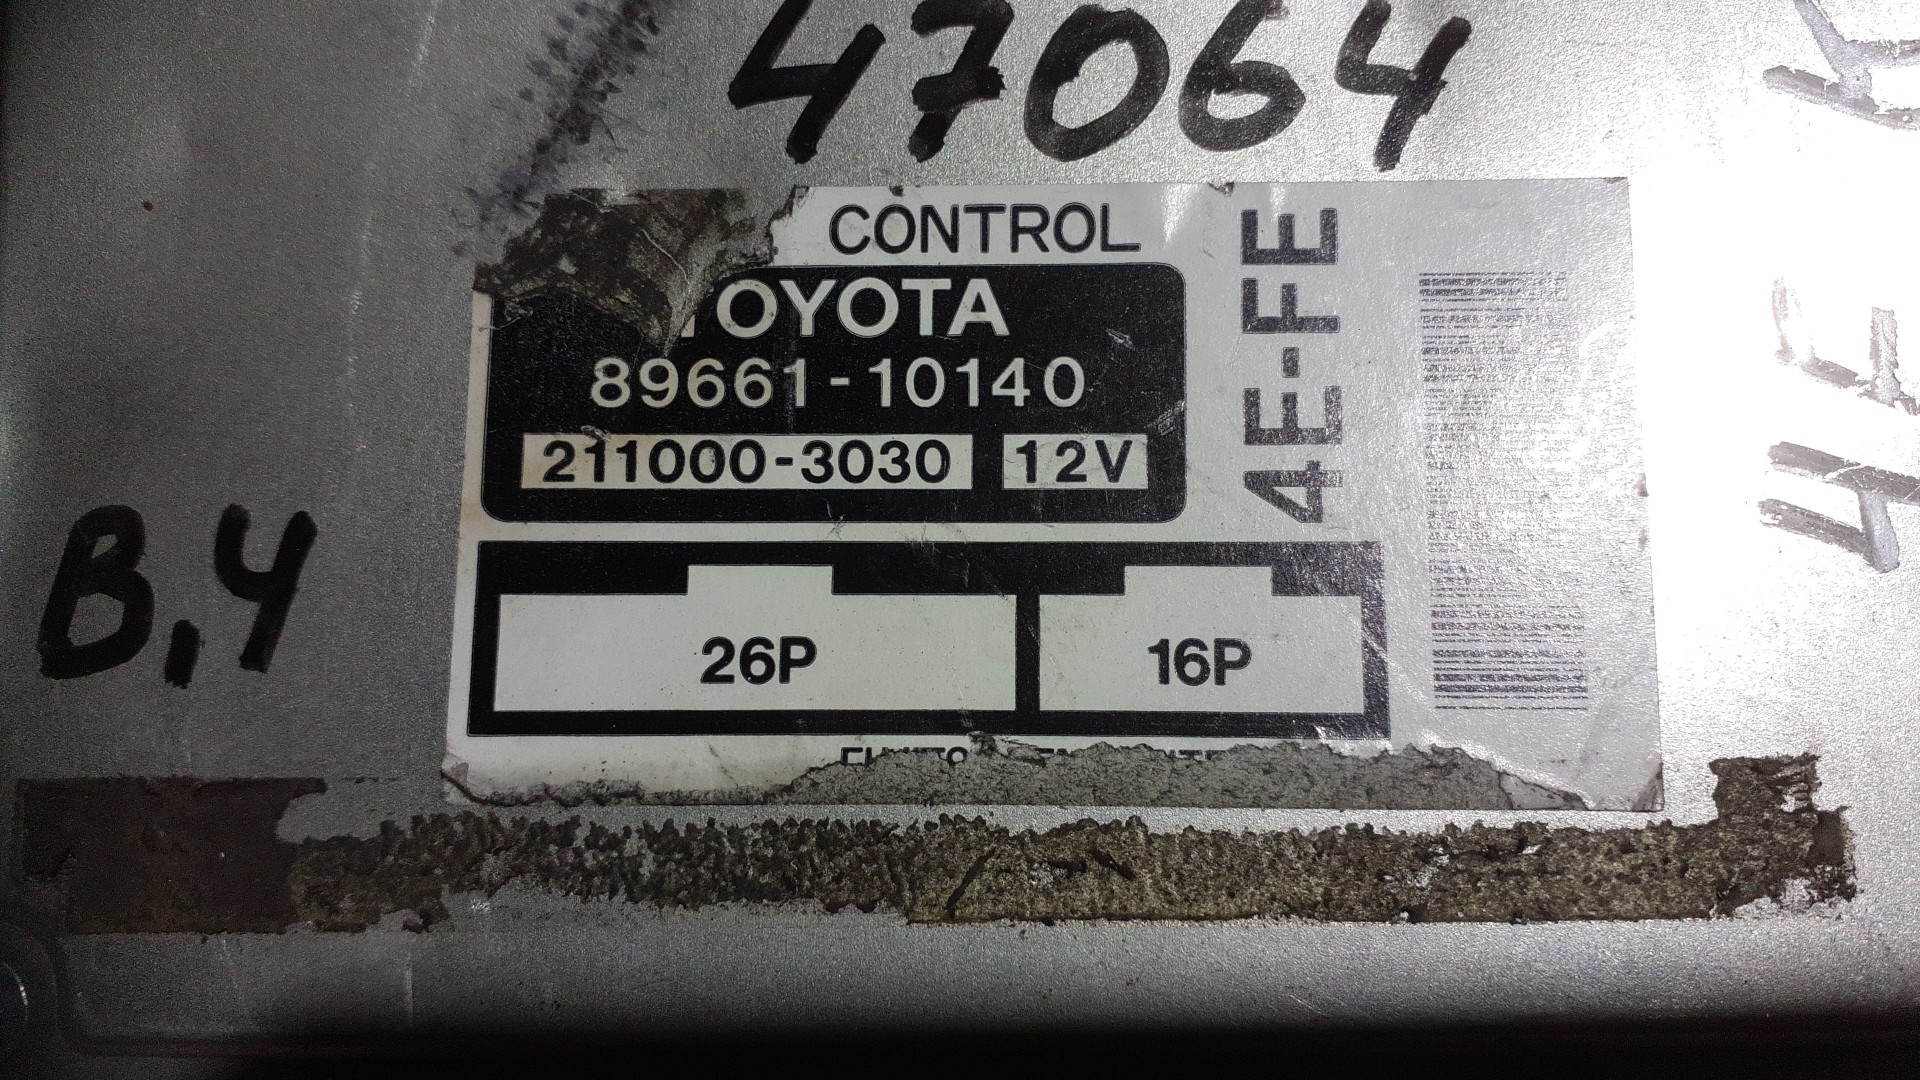 47064
CONTROL
TOYOTA
89661-10140
211000-3030 12V
4E-FE
B,4
26P 16P